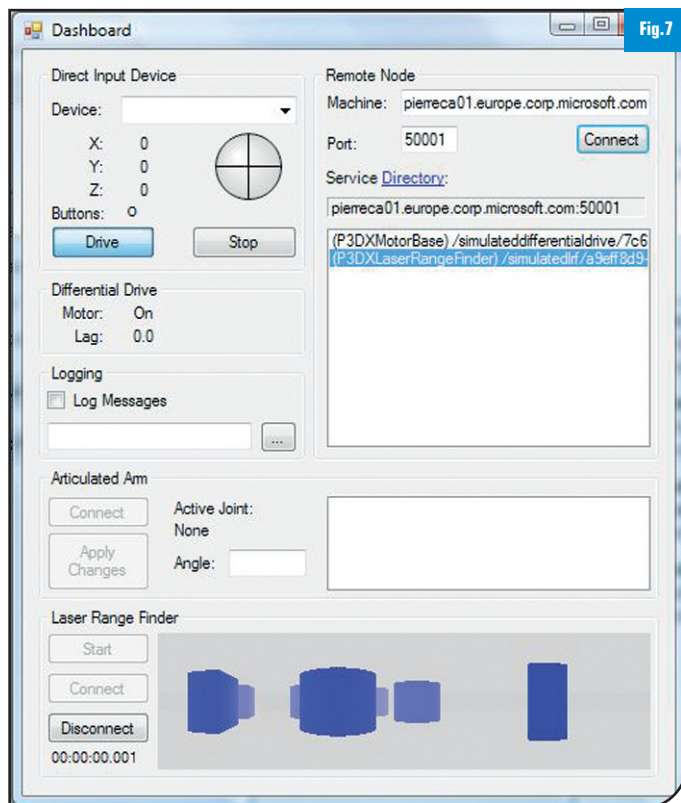 Dashboard
Fig.7
Direct Input Device
Device:
X: 0
Y: 0
Z: 0
Buttons: o
Drive
Stop
Differential Drive
Motor: On
Lag: 0.0
Logging
Log Messages
...
Remote Node
Machine: pierreca01.europe.corp.microsoft.com
Port: 50001
Connect
Service Directory:
pierreca01.europe.corp.microsoft.com:50001
(P3DXMotorBase) /simulateddifferentialdrive/7c6
(P3DXLaserRangeFinder) /simulatedlrf/a9eff8d9-
Articulated Arm
Connect
Apply
Changes
Active Joint:
None
Angle:
Laser Range Finder
Start
Connect
Disconnect
00:00:00.001